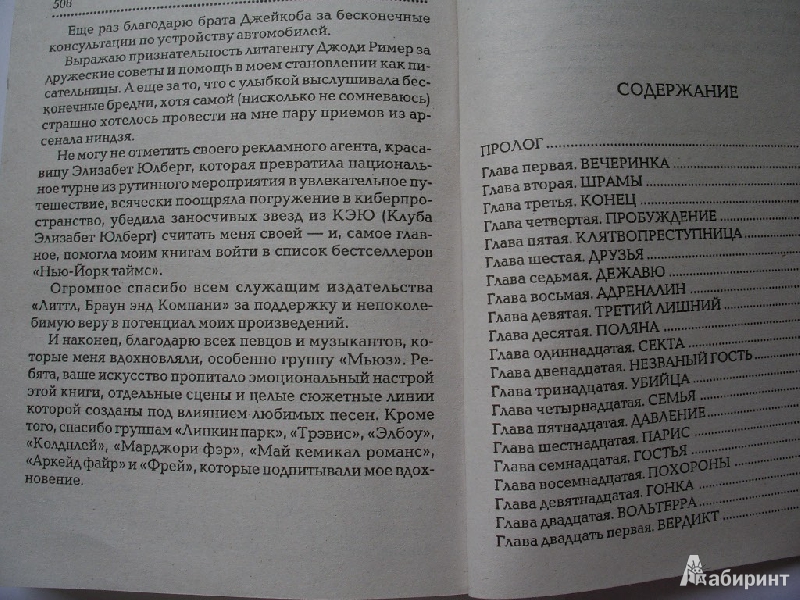 508
Еще раз благодарю брата Джейкоба за бесконечные
консультации по устройству автомобилей.
Выражаю признательность литагенту Джоди Ример за
дружеские советы и помощь в моем становлении как пи-
сательницы. А еще за то, что с улыбкой выслушивала бес-
конечные бредни, хотя самой (нисколько не сомневаюсь)
страшно хотелось провести на мне пару приемов из ар-
сенала ниндзя.
Не могу не отметить своего рекламного агента, краса-
вицу Элизабет Юлберг, которая превратила националь-
ное турне из рутинного мероприятия в увлекательное пу-
тешествие, всячески поощряла погружение в киберпро-
странство, убедила заносчивых звезд из КЭЮ (Клуба
Элизабет Юлберг) считать меня своей — и, самое глав-
ное, помогла моим книгам войти в список бестселлеров
«Нью-Йорк таймс».
Огромное спасибо всем служащим издательства
«Литтл, Браун энд Компани» за поддержку и непоколе-
бимую веру в потенциал моих произведений.
И наконец, благодарю всех певцов и музыкантов, ко-
торые меня вдохновляли, особенно группу «Мьюз». Ре-
бята, ваше искусство пропитало эмоциональный настрой
этой книги, отдельные сцены и целые сюжетные линии
которой созданы под влиянием любимых песен. Кроме
того, спасибо группам «Линкин парк», «Трэвис», «Элбоу»,
«Колдплей», «Марджори фэр», «Май кемикал романс»,
«Аркейд файр» и «Фрей», которые подпитывали мое вдох-
новение.
СОДЕРЖАНИЕ
ПРОЛОГ
Глава первая. ВЕЧЕРИНКА
Глава вторая. ШРАМЫ
Глава третья. КОНЕЦ
Глава четвертая. ПРОБУЖДЕНИЕ
Глава пятая. КЛЯТВОПРЕСТУПНИЦА
Глава шестая. ДРУЗЬЯ
Глава седьмая. ДЕЖАВЮ
Глава восьмая. АДРЕНАЛИН
Глава девятая. ТРЕТИЙ ЛИШНИЙ
Глава десятая. ПОЛЯНА
Глава одиннадцатая. СЕКТА
Глава двенадцатая. НЕЗВАНЫЙ ГОСТЬ
Глава тринадцатая. УБИЙЦА
Глава четырнадцатая. СЕМЬЯ
Глава пятнадцатая. ДАВЛЕНИЕ
Глава шестнадцатая. ПАРИС
Глава семнадцатая. ГОСТЬЯ
Глава восемнадцатая. ПОХОРОНЫ
Глава девятнадцатая. ГОНКА
Глава двадцатая. ВОЛЬТЕРРА
Глава двадцать первая. ВЕРДИКТ
Лабиринт